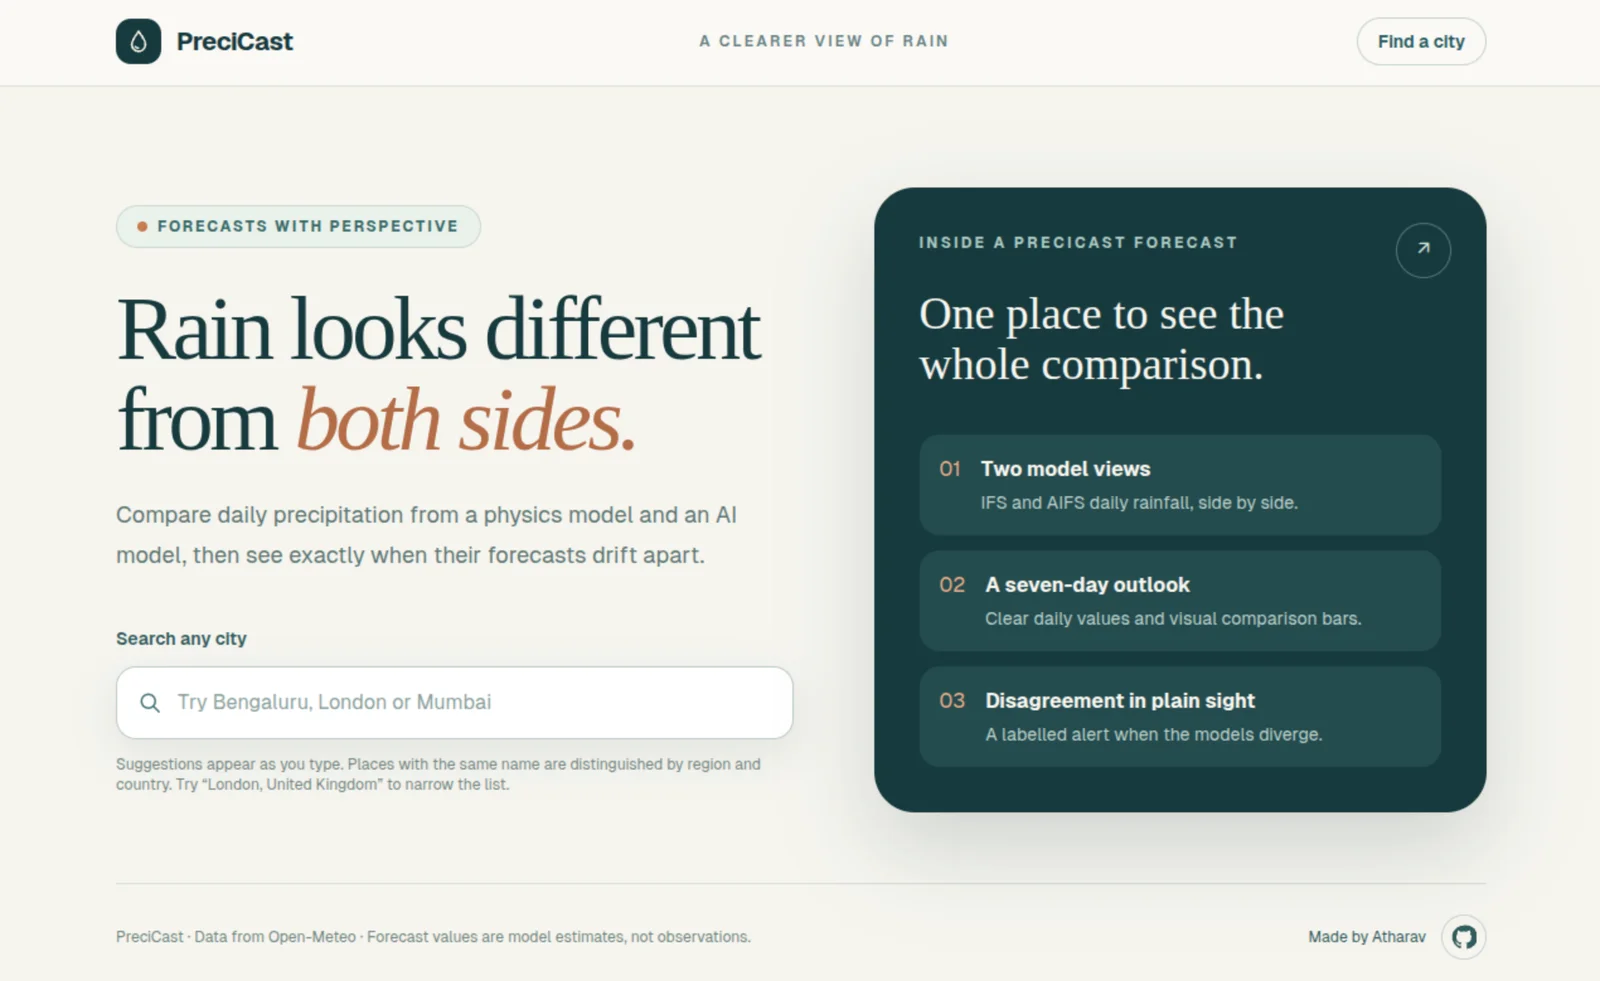 PreciCast
A CLEARER VIEW OF RAIN
Find a city
FORECASTS WITH PERSPECTIVE
Rain looks different
from both sides.
Compare daily precipitation from a physics model and an AI
model, then see exactly when their forecasts drift apart.
Search any city
Try Bengaluru, London or Mumbai
Suggestions appear as you type. Places with the same name are distinguished by region and
country. Try “London, United Kingdom” to narrow the list.
INSIDE A PRECICAST FORECAST
One place to see the
whole comparison.
01 Two model views
IFS and AIFS daily rainfall, side by side.
02 A seven-day outlook
Clear daily values and visual comparison bars.
03 Disagreement in plain sight
A labelled alert when the models diverge.
PreciCast · Data from Open-Meteo · Forecast values are model estimates, not observations.
Made by Atharav